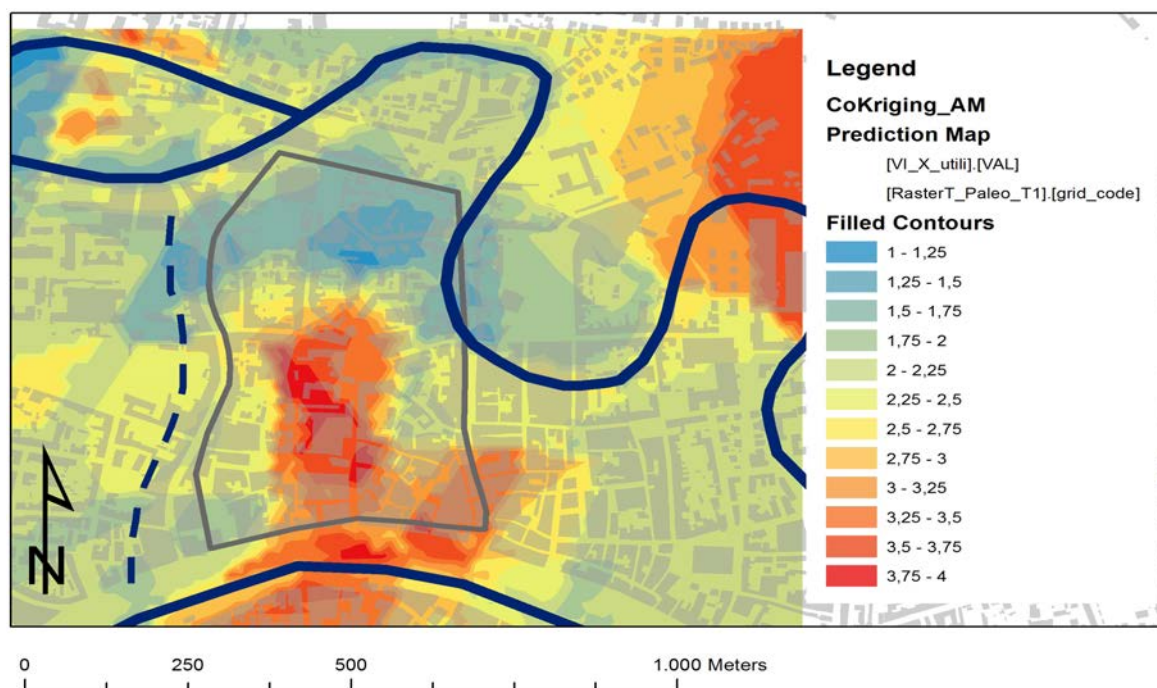 Legend
CoKriging_AM
Prediction Map
[VI_X_utili].[VAL]
[RasterT_Paleo_T1].[grid_code]
Filled Contours
1 - 1,25
1,25 - 1,5
1,5 - 1,75
1,75 - 2
2 - 2,25
2,25 - 2,5
2,5 - 2,75
2,75 - 3
3 - 3,25
3,25 - 3,5
3,5 - 3,75
3,75 - 4
N
0 250 500 1.000 Meters